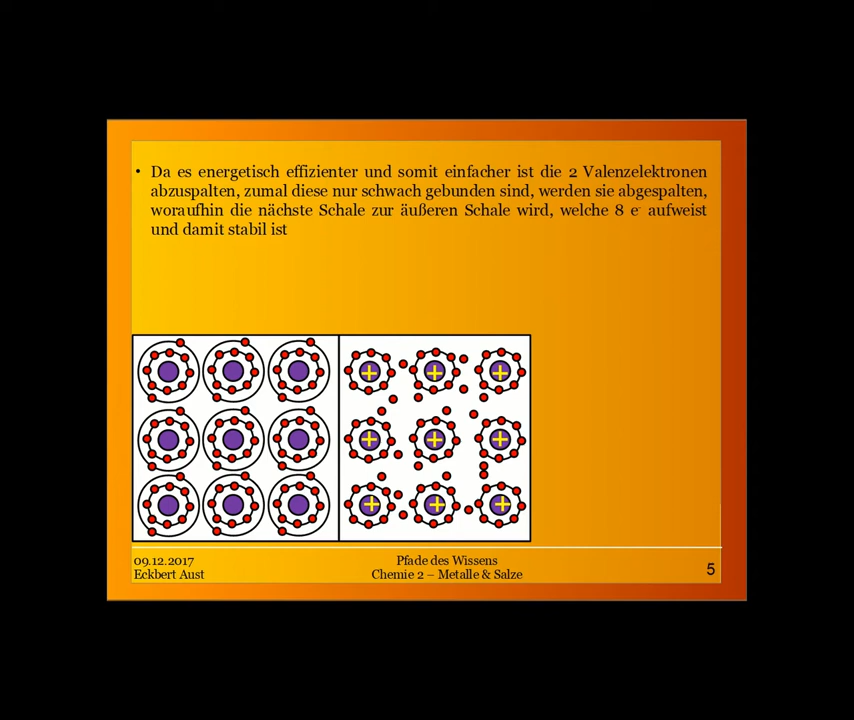 • Da es energetisch effizienter und somit einfacher ist die 2 Valenzelektronen
abzuspalten, zumal diese nur schwach gebunden sind, werden sie abgespalten,
woraufhin die nächste Schale zur äußeren Schale wird, welche 8 e⁻ aufweist
und damit stabil ist
+ + +
+ + +
+ + +
09.12.2017
Eckbert Aust
Pfade des Wissens
Chemie 2 – Metalle & Salze
5